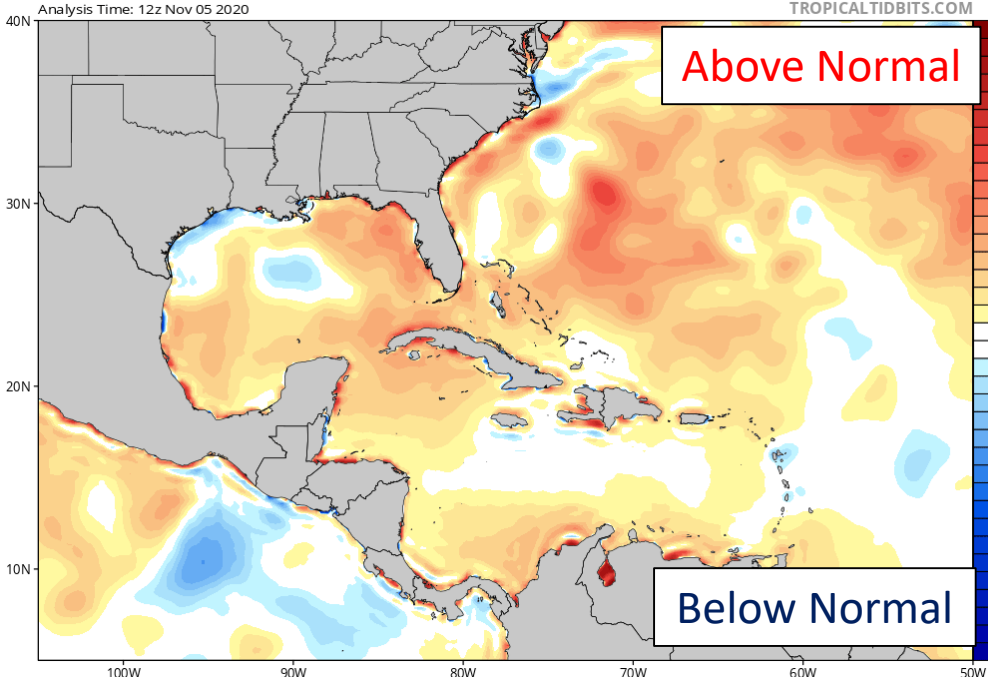 Analysis Time: 12z Nov 05 2020
TROPICALTIDBITS.COM
40N
Above Normal
30N
20N
10N
Below Normal
100W 90W 80W 70W 60W 50W